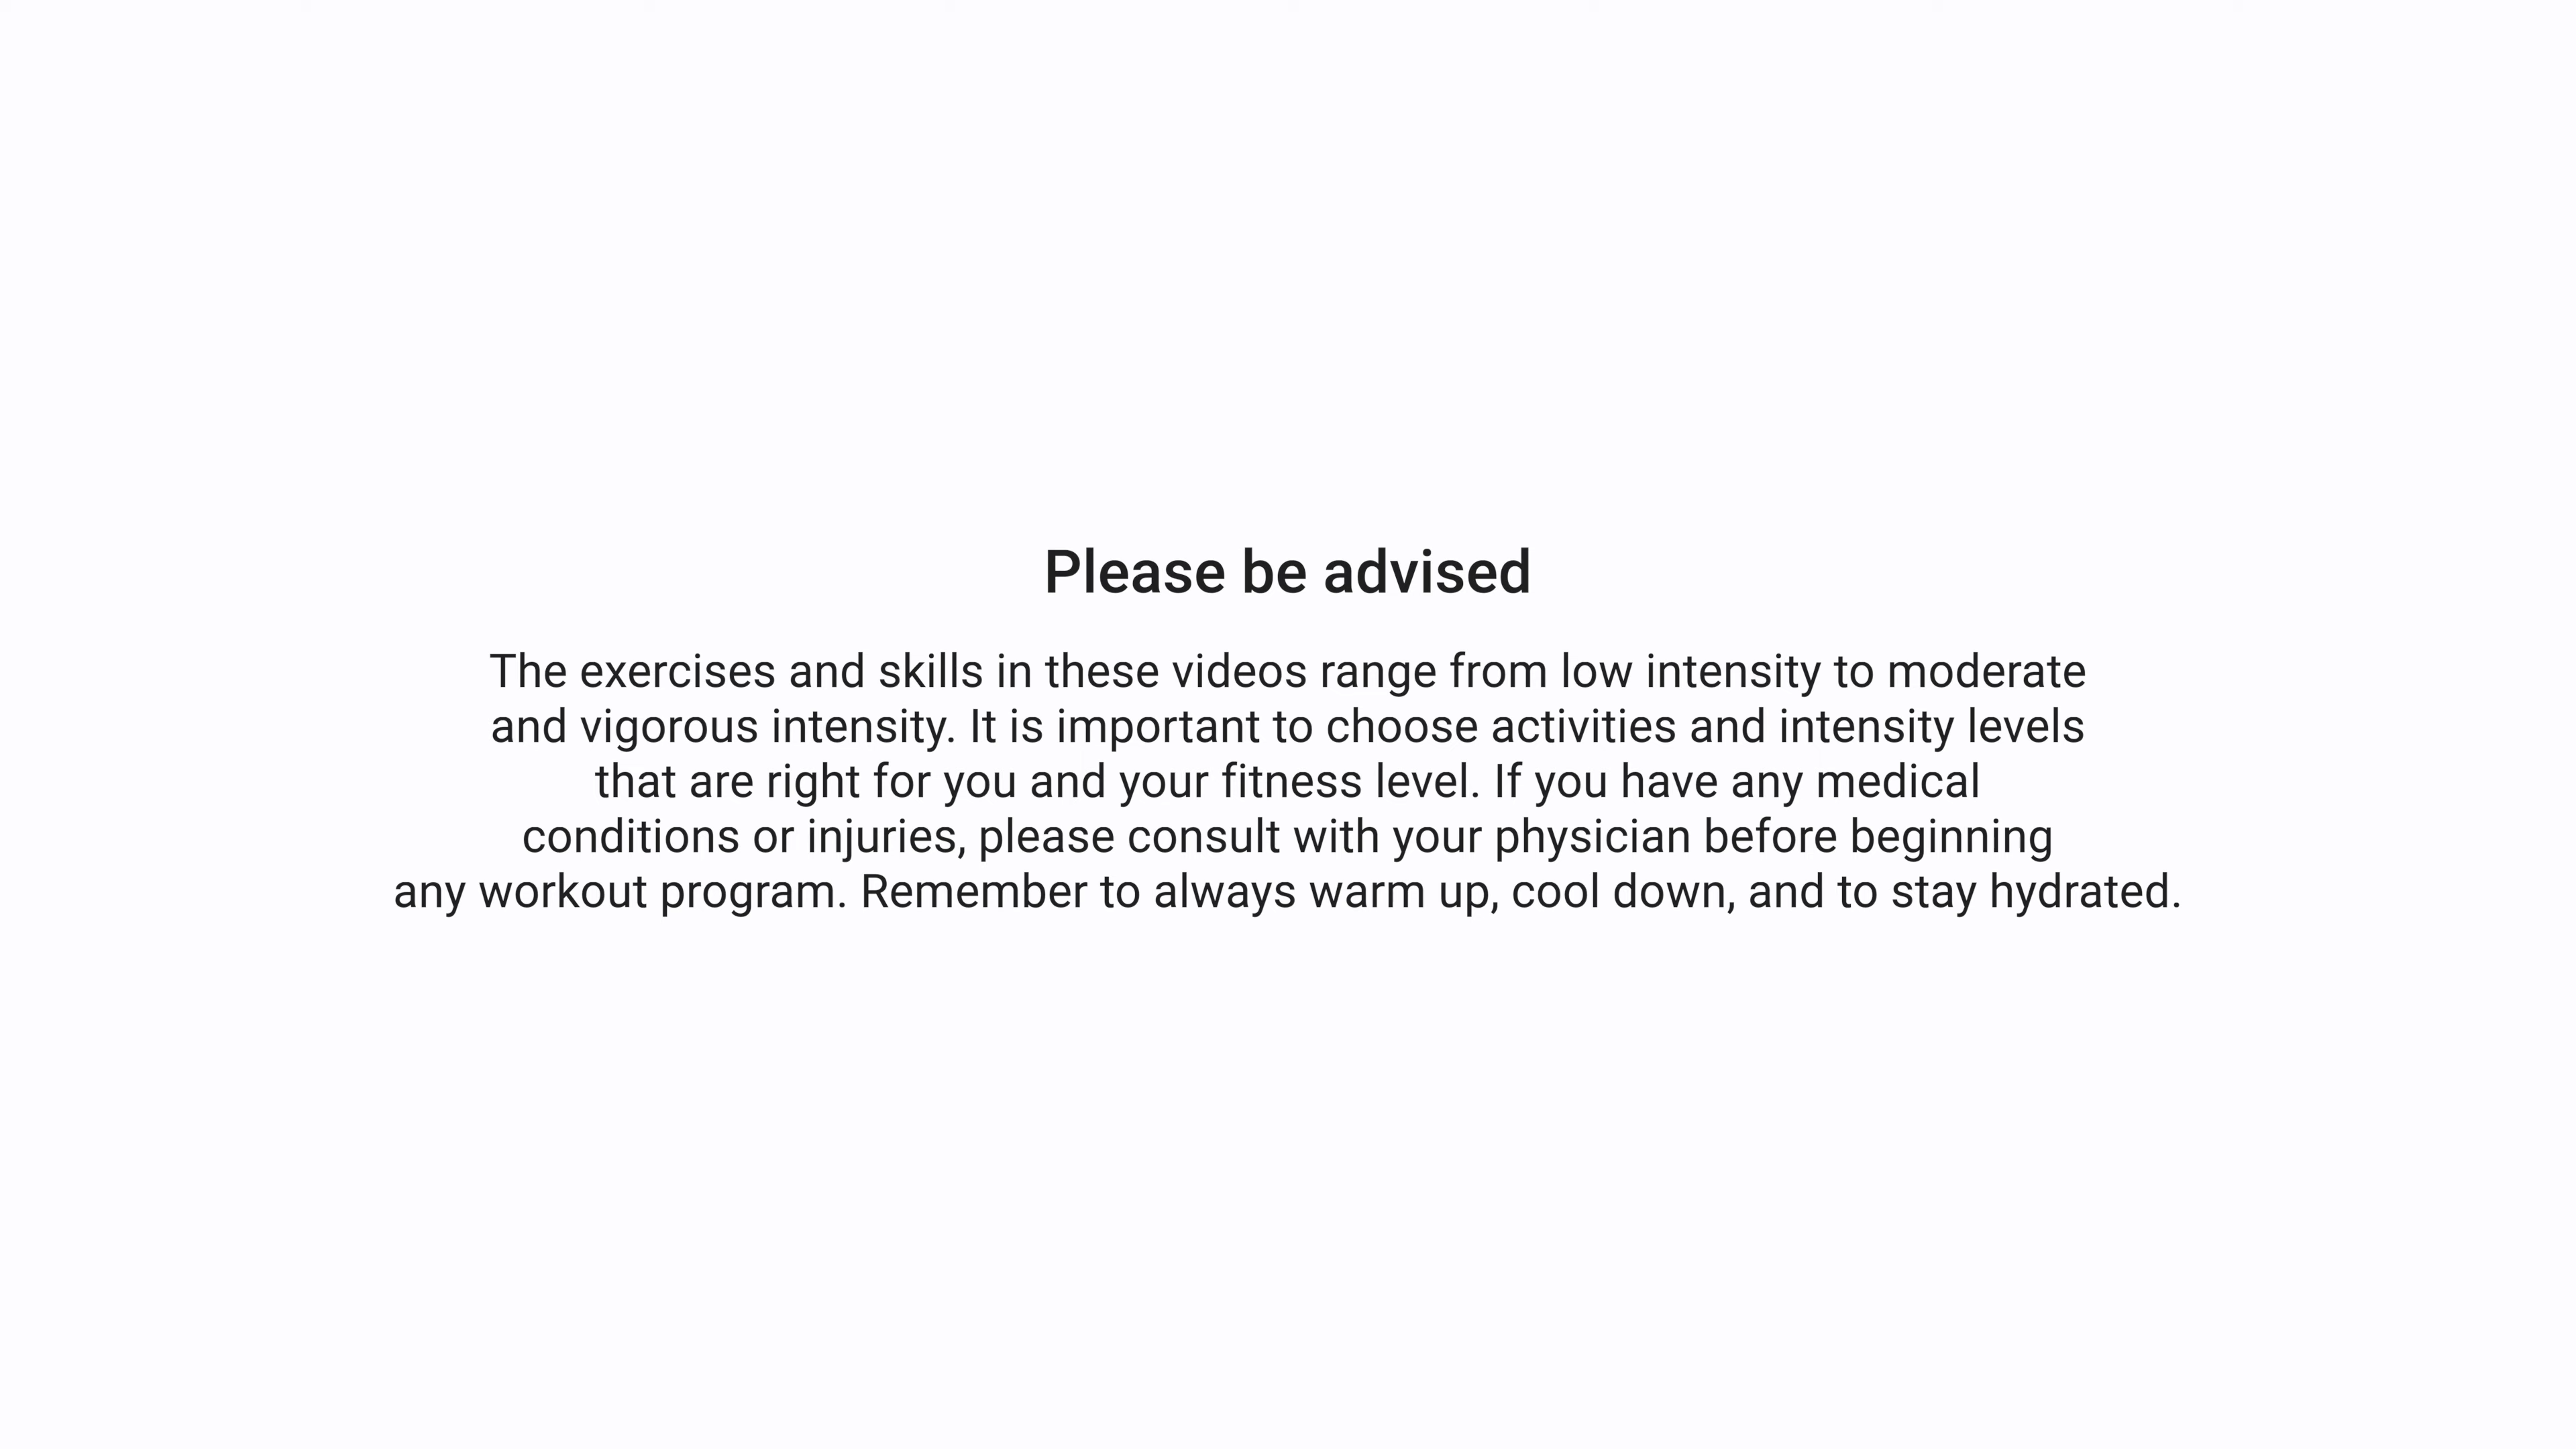 Please be advised
The exercises and skills in these videos range from low intensity to moderate
and vigorous intensity. It is important to choose activities and intensity levels
that are right for you and your fitness level. If you have any medical
conditions or injuries, please consult with your physician before beginning
any workout program. Remember to always warm up, cool down, and to stay hydrated.